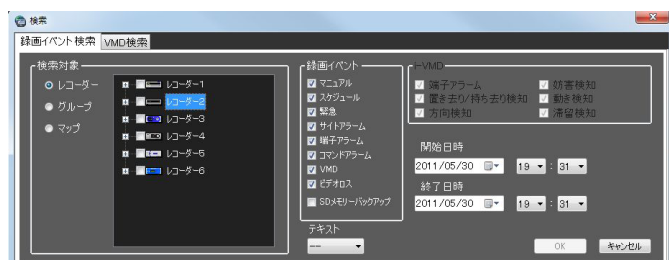 検索
録画イベント検索 VMD検索
検索対象
レコーダー
グループ
マップ
レコーダー1
レコーダー2
レコーダー3
レコーダー4
レコーダー5
レコーダー6
録画イベント
マニュアル
スケジュール
緊急
サイトアラーム
端子アラーム
コマンドアラーム
VMD
ビデオロス
SDメモリーバックアップ
テキスト
--
i-VMD
端子アラーム 妨害検知
置き去り/持ち去り検知 動き検知
方向検知 滞留検知
開始日時
2011/05/30 19 : 31
終了日時
2011/05/30 19 : 31
OK キャンセル